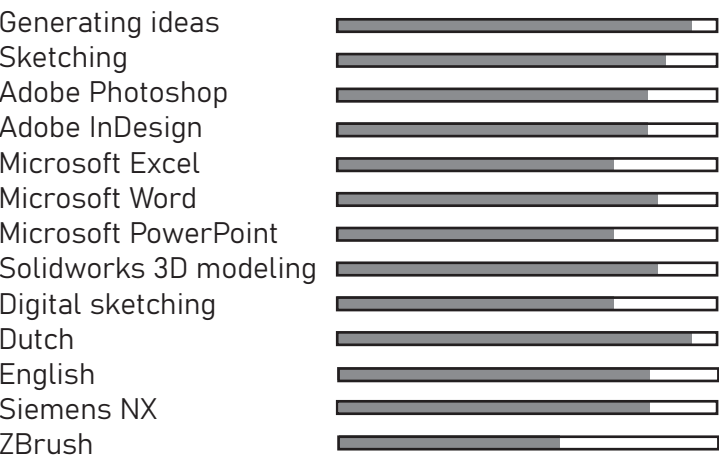 Generating ideas
Sketching
Adobe Photoshop
Adobe InDesign
Microsoft Excel
Microsoft Word
Microsoft PowerPoint
Solidworks 3D modeling
Digital sketching
Dutch
English
Siemens NX
ZBrush